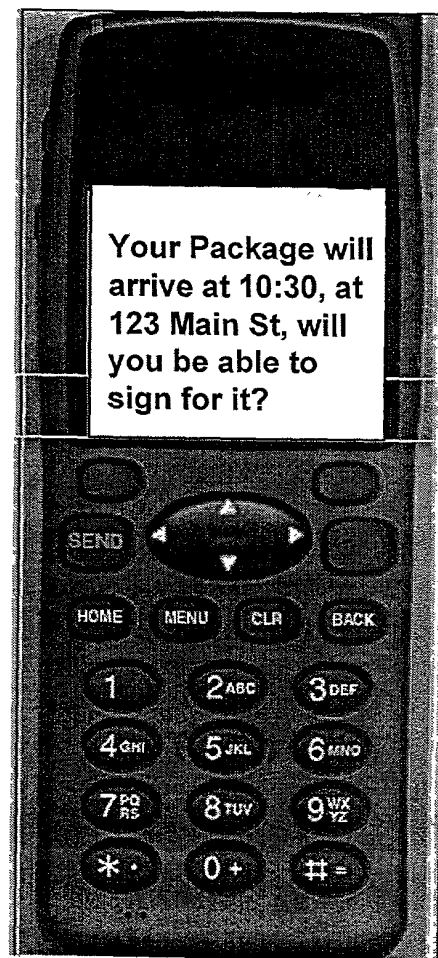 Your Package will
arrive at 10:30, at
123 Main St, will
you be able to
sign for it?
SEND
HOME MENU CLR BACK
1 2ABC 3DEF
4GHI 5JKL 6MNO
7PQRS 8TUV 9WXYZ
* · 0 + # =